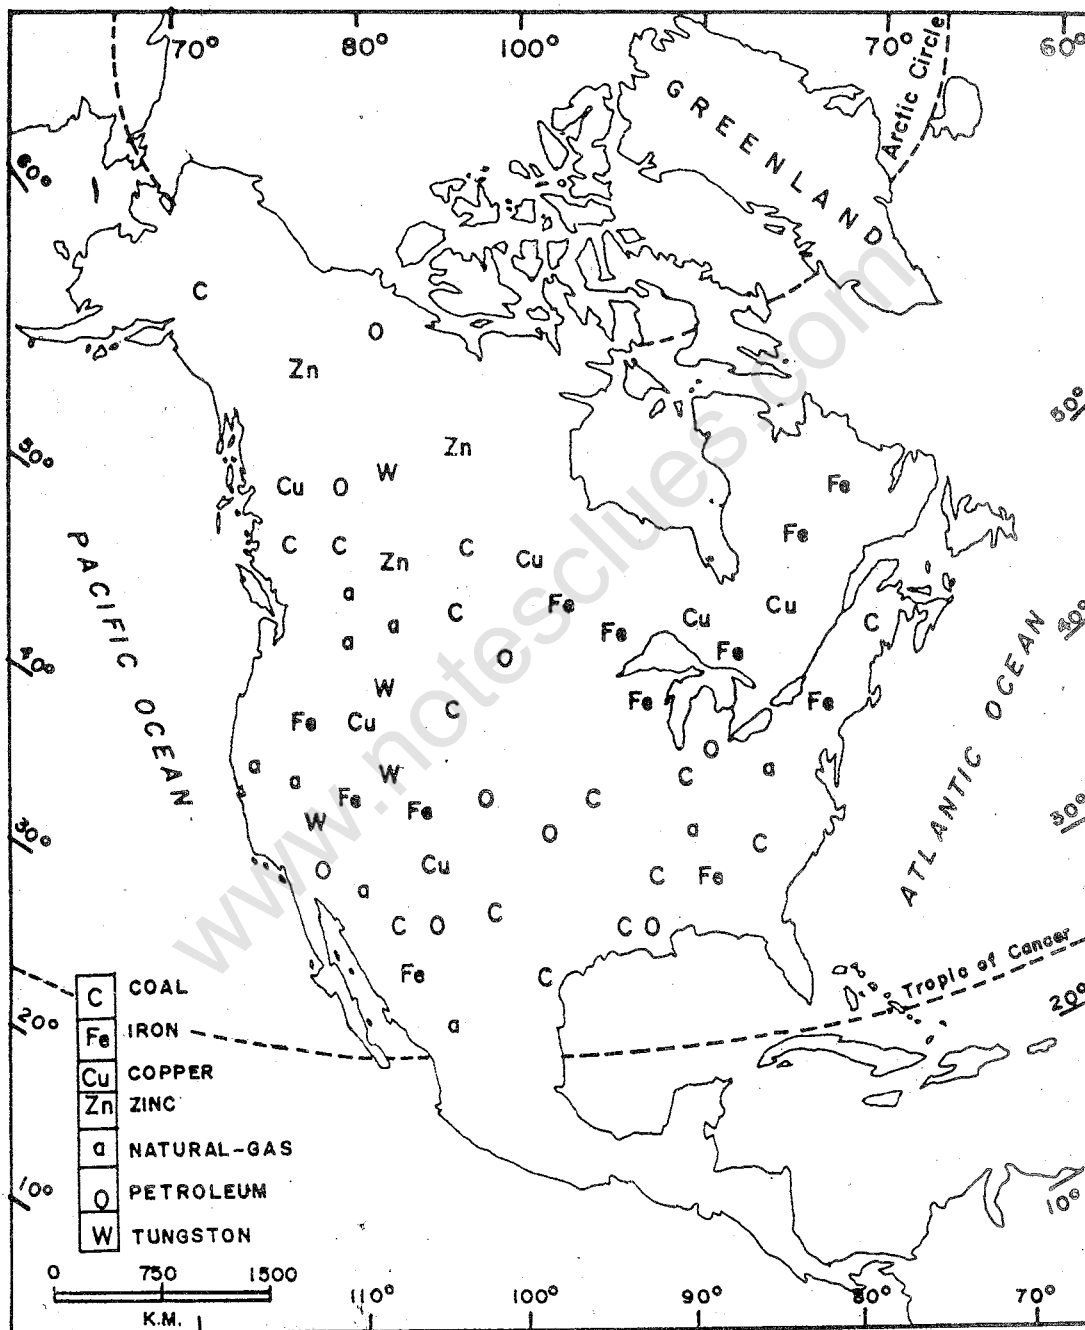 70° 80° 100° 70° 60°
Arctic Circle
GREENLAND
60°
C
O
Zn
50°
Zn
50°
W
Cu O
Fe
Fe
C C C
Zn Cu
a
Fe Cu Cu
C
40°
a Fe C
a Fe
O
40°
W
Fe Fe
C
Fe Cu
PACIFIC OCEAN
ATLANTIC OCEAN
O
a W C a
a
Fe O C
Fe
30°
W O a
30°
C
Cu
O C Fe
a
C
C O C O
Fe C
Tropic of Cancer
20°
a
20°
C COAL
Fe IRON
Cu COPPER
Zn ZINC
a NATURAL-GAS
O PETROLEUM
W TUNGSTON
10°
10°
0 750 1500
K.M.
110° 100° 90° 80° 70°
www.notesclues.com